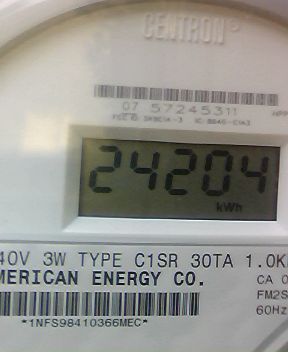 CENTRON®
07 57245311
24204
kWh
40V 3W TYPE C1SR 30TA 1.0K
MERICAN ENERGY CO.
CA 0
FM2S
60Hz
*1NFS98410366MEC*